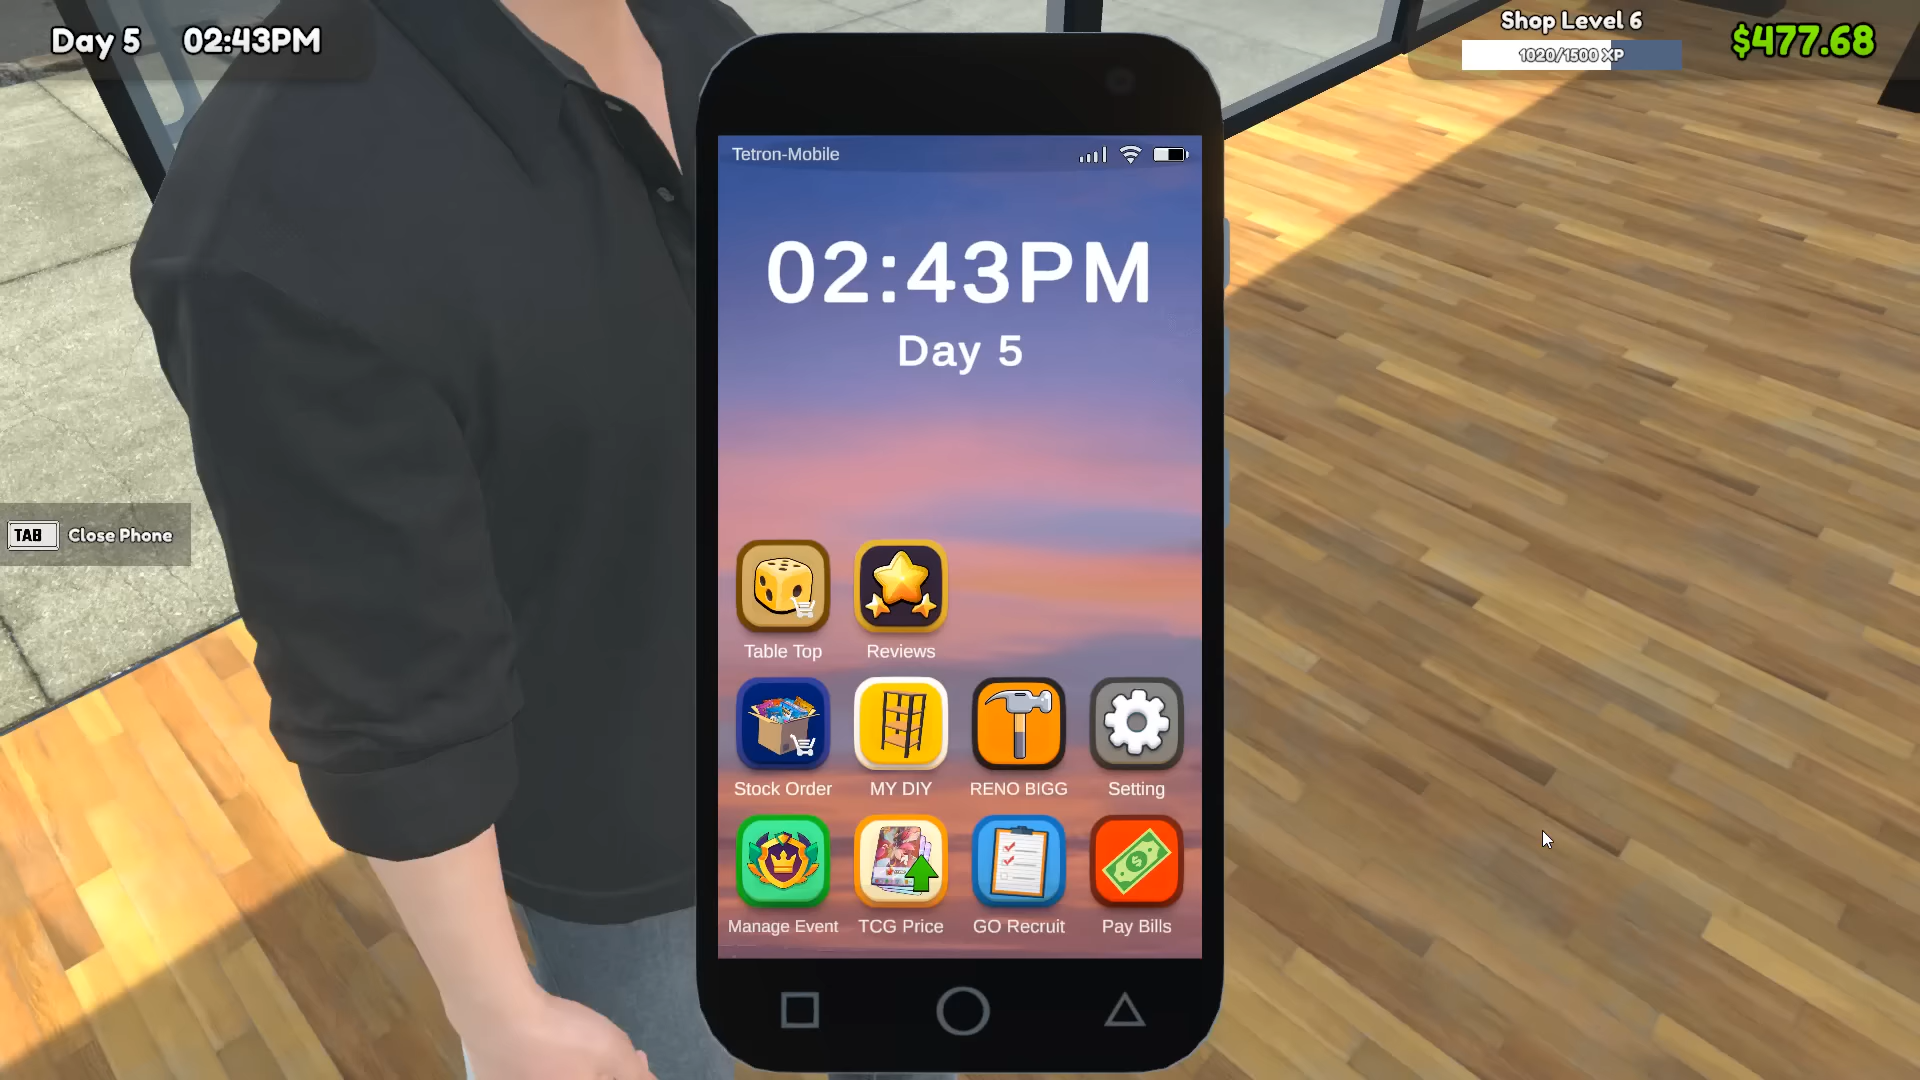 Day 5 02:43PM
Shop Level 6
1020/1500 XP
$477.68
Tetron-Mobile
02:43PM
Day 5
TAB Close Phone
Table Top Reviews
Stock Order MY DIY RENO BIGG Setting
Manage Event TCG Price GO Recruit Pay Bills